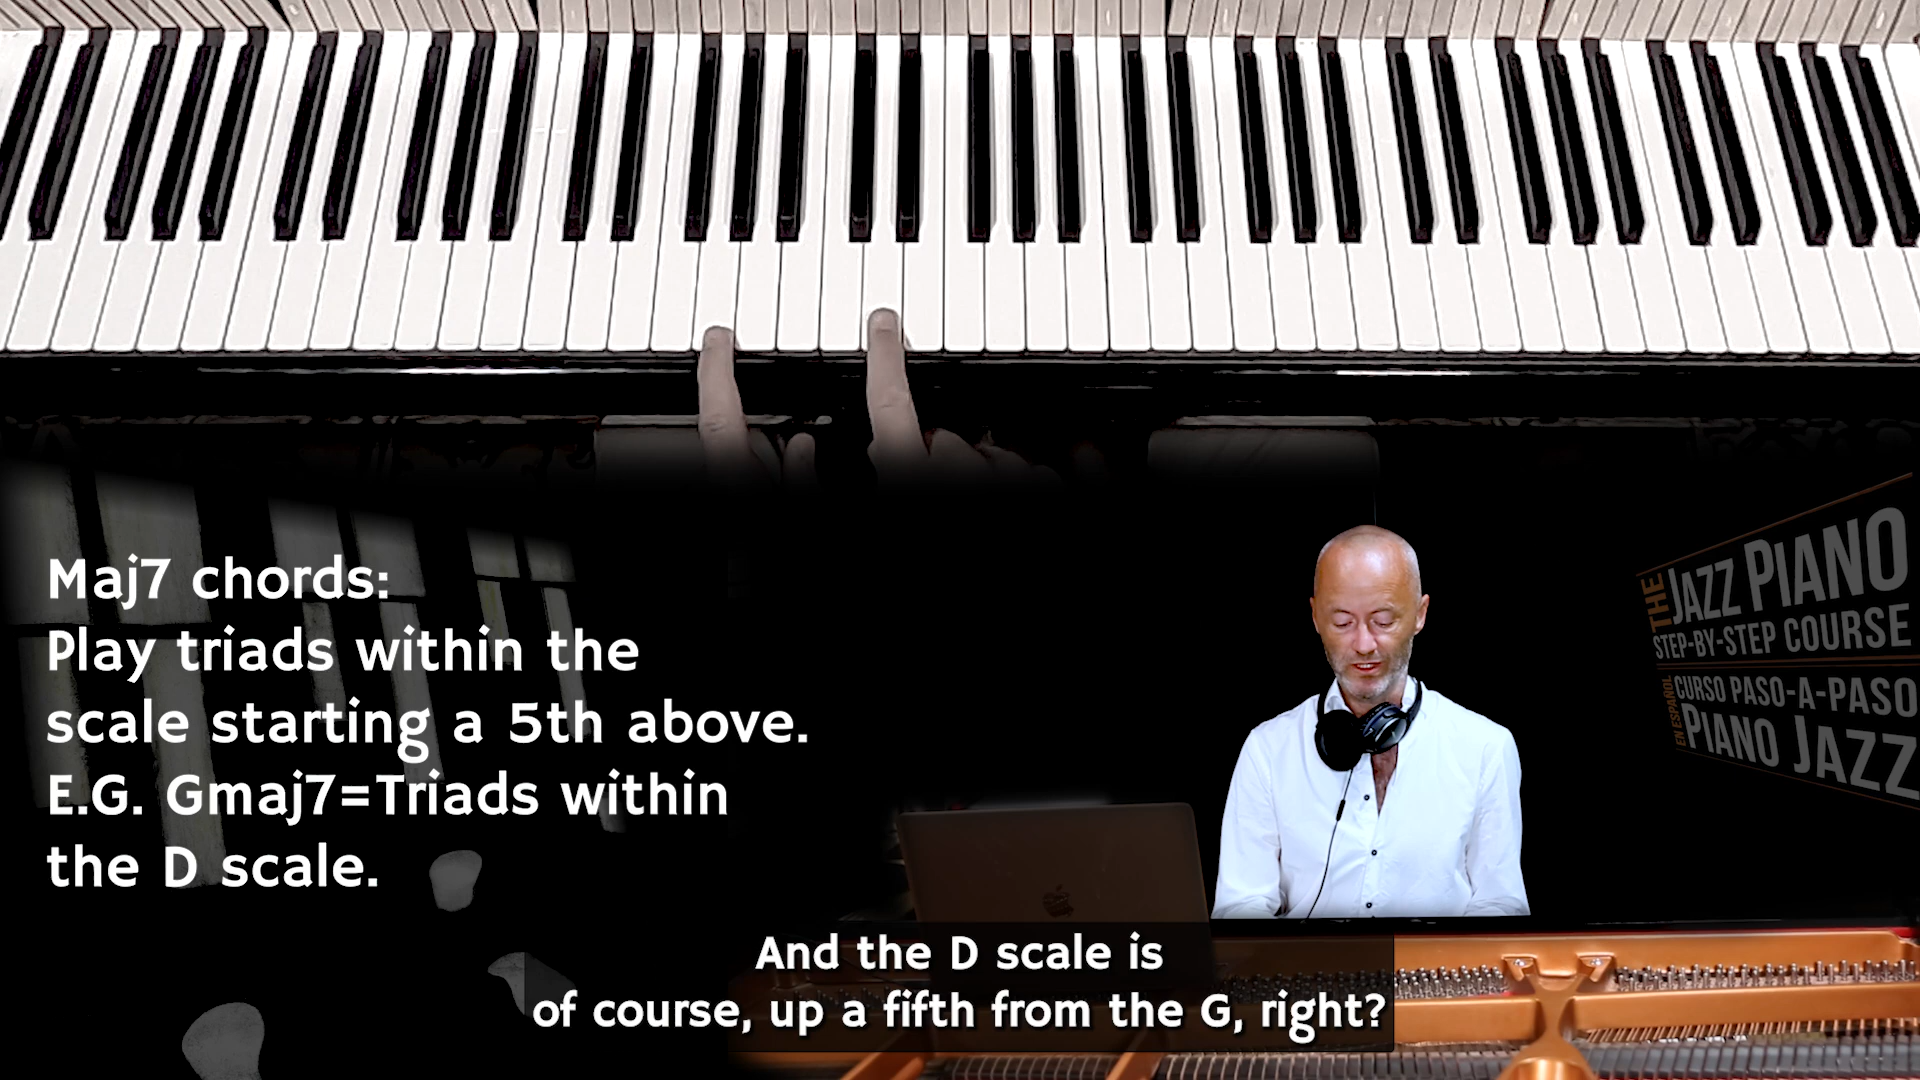 Maj7 chords:
Play triads within the
scale starting a 5th above.
E.G. Gmaj7=Triads within
the D scale.
THE
JAZZ PIANO
STEP-BY-STEP COURSE
EN ESPAÑOL
CURSO PASO-A-PASO
PIANO JAZZ
And the D scale is
of course, up a fifth from the G, right?